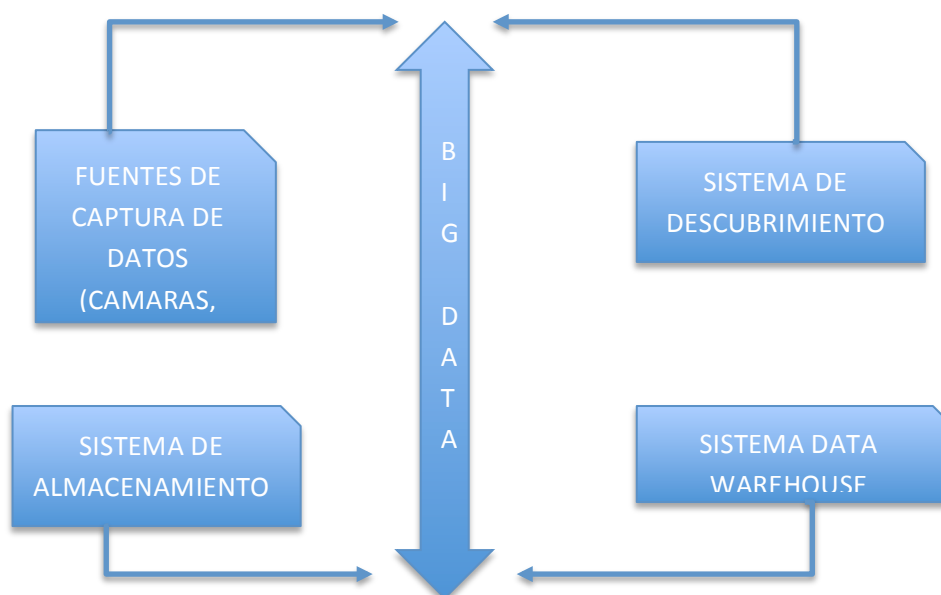 FUENTES DE
CAPTURA DE
DATOS
(CAMARAS,
B
I
G
D
A
T
A
SISTEMA DE
DESCUBRIMIENTO
SISTEMA DE
ALMACENAMIENTO
SISTEMA DATA
WAREHOUSE